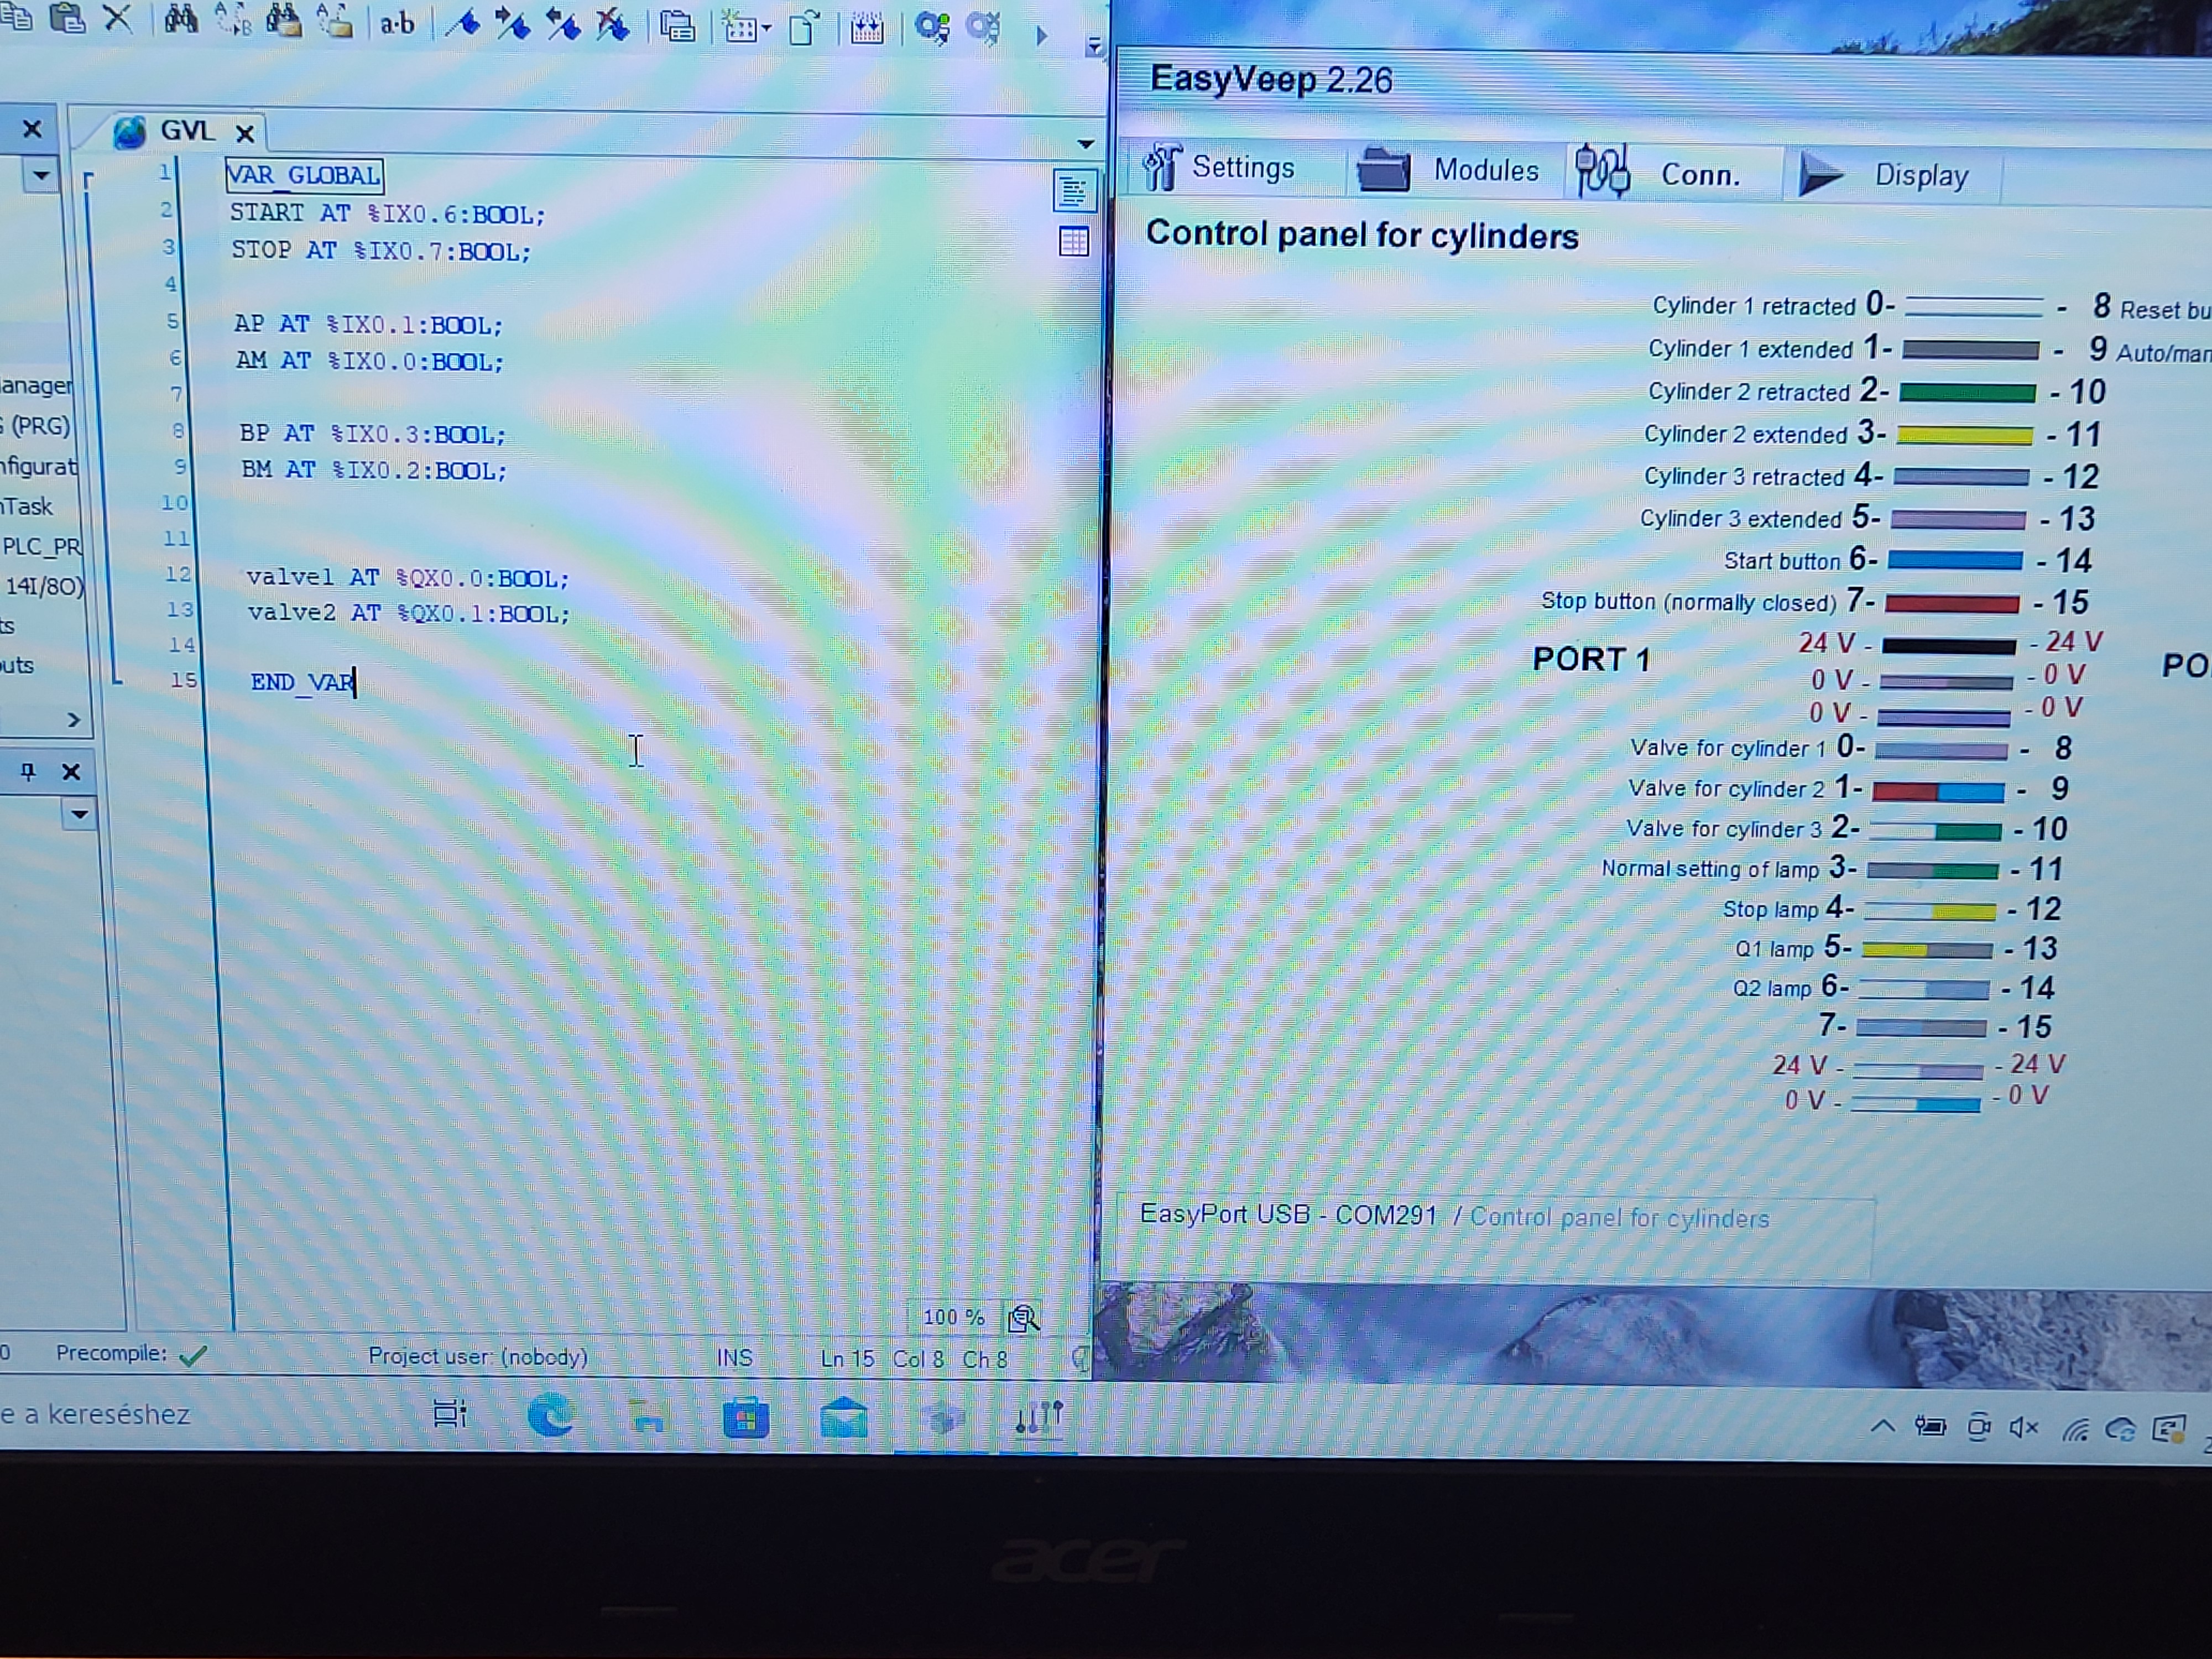 a·b
GVL
1 VAR_GLOBAL
2 START AT %IX0.6:BOOL;
3 STOP AT %IX0.7:BOOL;
4
5 AP AT %IX0.1:BOOL;
6 AM AT %IX0.0:BOOL;
7
8 BP AT %IX0.3:BOOL;
9 BM AT %IX0.2:BOOL;
10
11
12 valve1 AT %QX0.0:BOOL;
13 valve2 AT %QX0.1:BOOL;
14
15 END_VAR
anager
(PRG)
nfigurat
nTask
PLC_PR
14I/8O)
ts
outs
100 %
0 Precompile:
Project user: (nobody)
INS
Ln 15 Col 8 Ch 8
EasyVeep 2.26
Settings Modules Conn. Display
Control panel for cylinders
Cylinder 1 retracted 0- - 8 Reset bu
Cylinder 1 extended 1- - 9 Auto/man
Cylinder 2 retracted 2- - 10
Cylinder 2 extended 3- - 11
Cylinder 3 retracted 4- - 12
Cylinder 3 extended 5- - 13
Start button 6- - 14
Stop button (normally closed) 7- - 15
PORT 1
24 V - - 24 V
PO
0 V - - 0 V
0 V - - 0 V
Valve for cylinder 1 0- - 8
Valve for cylinder 2 1- - 9
Valve for cylinder 3 2- - 10
Normal setting of lamp 3- - 11
Stop lamp 4- - 12
Q1 lamp 5- - 13
Q2 lamp 6- - 14
7- - 15
24 V - - 24 V
0 V - - 0 V
EasyPort USB - COM291 / Control panel for cylinders
e a kereséshez
acer